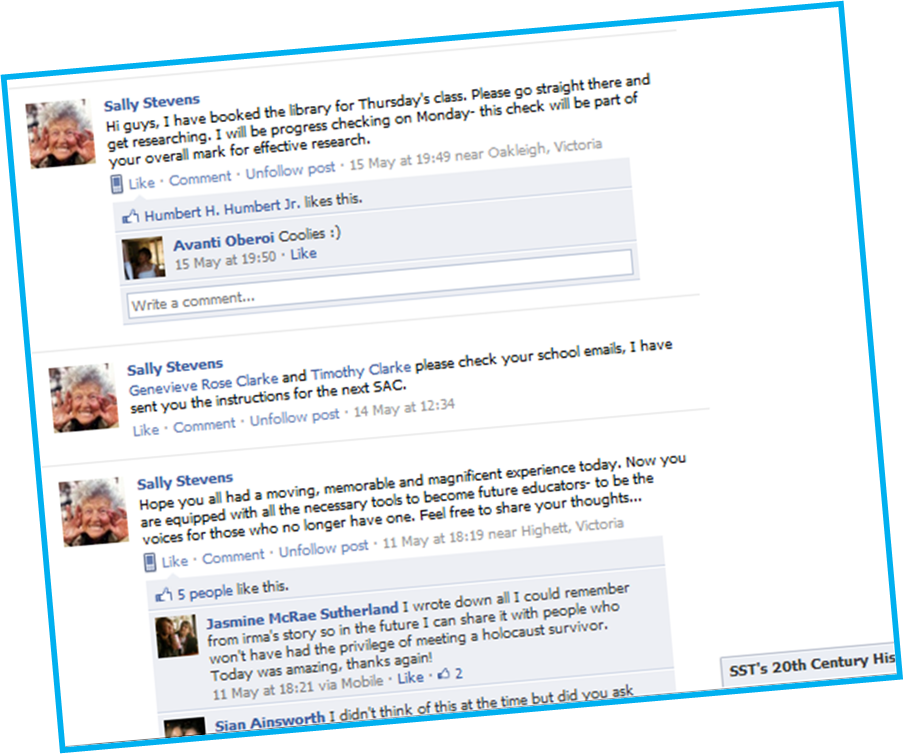 Sally Stevens
Hi guys, I have booked the library for Thursday's class. Please go straight there and
get researching. I will be progress checking on Monday- this check will be part of
your overall mark for effective research.
Like · Comment · Unfollow post · 15 May at 19:49 near Oakleigh, Victoria
Humbert H. Humbert Jr. likes this.
Avanti Oberoi Coolies :)
15 May at 19:50 · Like
Write a comment...
Sally Stevens
Genevieve Rose Clarke and Timothy Clarke please check your school emails, I have
sent you the instructions for the next SAC.
Like · Comment · Unfollow post · 14 May at 12:34
Sally Stevens
Hope you all had a moving, memorable and magnificent experience today. Now you
are equipped with all the necessary tools to become future educators- to be the
voices for those who no longer have one. Feel free to share your thoughts...
Like · Comment · Unfollow post · 11 May at 18:19 near Highett, Victoria
5 people like this.
Jasmine McRae Sutherland I wrote down all I could remember
from irma's story so in the future I can share it with people who
won't have had the privilege of meeting a holocaust survivor.
Today was amazing, thanks again!
11 May at 18:21 via Mobile · Like · 2
Sian Ainsworth I didn't think of this at the time but did you ask
SST's 20th Century His